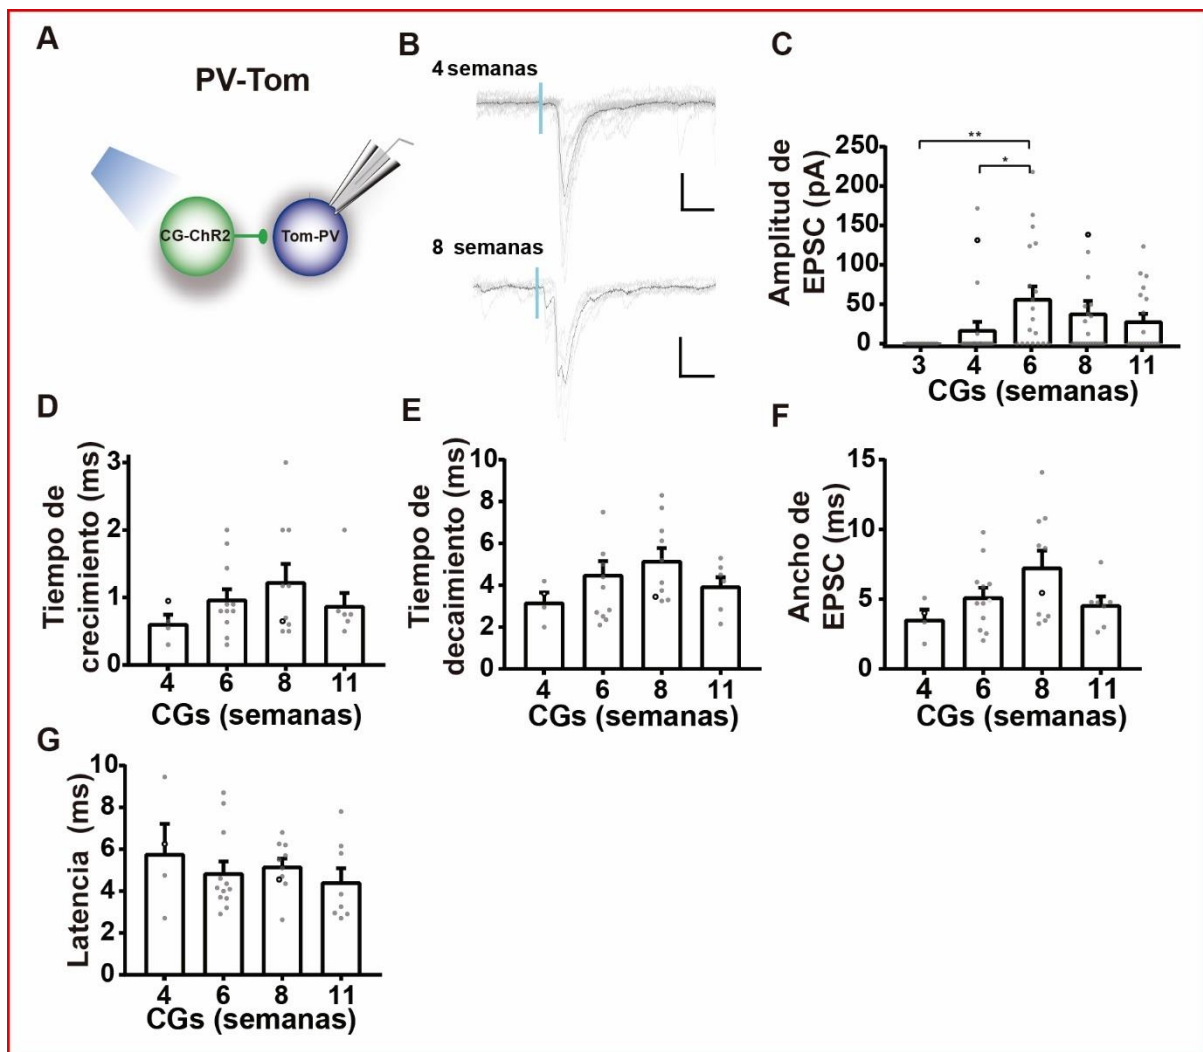 A
PV-Tom
CG-ChR2
Tom-PV
B
4 semanas
8 semanas
C
Amplitud de
EPSC (pA)
250
200
150
100
50
0
**
*
3 4 6 8 11
CGs (semanas)
D
Tiempo de
crecimiento (ms)
3
2
1
0
4 6 8 11
CGs (semanas)
E
Tiempo de
decaimiento (ms)
10
8
6
4
2
0
4 6 8 11
CGs (semanas)
F
Ancho de
EPSC (ms)
15
10
5
0
4 6 8 11
CGs (semanas)
G
Latencia (ms)
10
8
6
4
2
0
4 6 8 11
CGs (semanas)